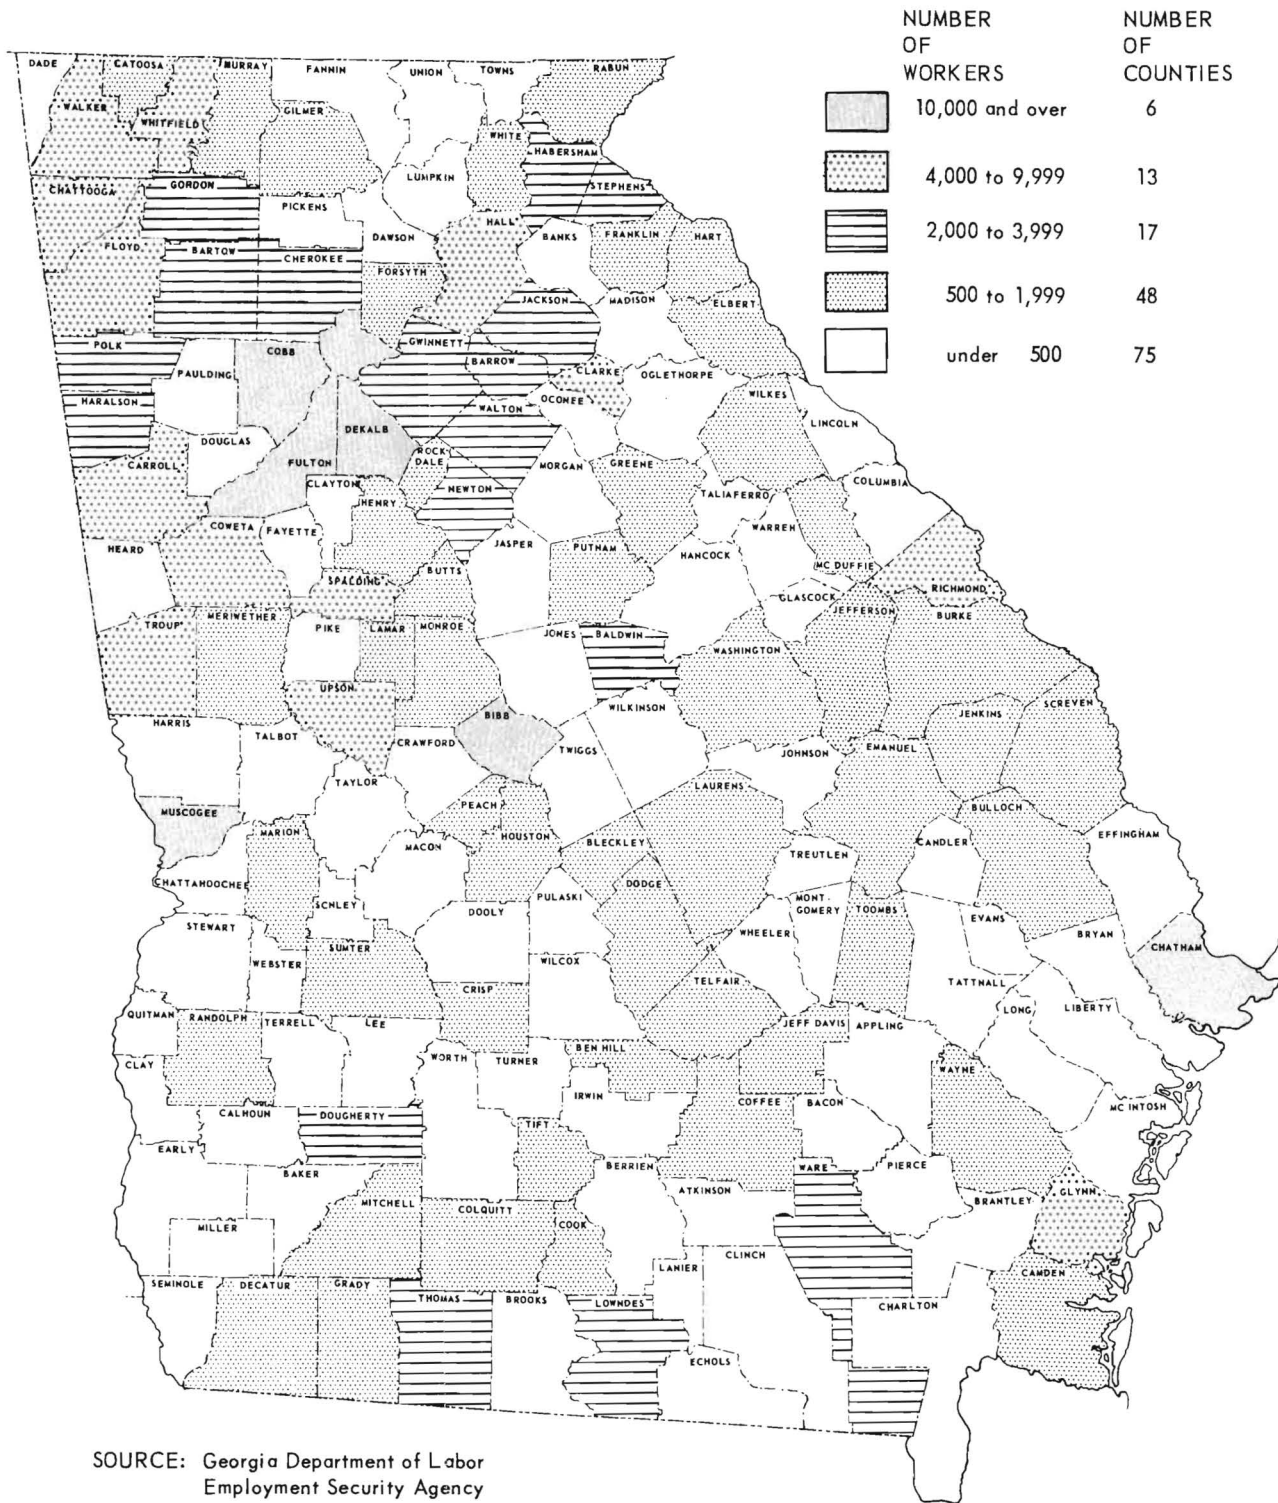 NUMBER OF WORKERS
NUMBER OF COUNTIES
10,000 and over 6
4,000 to 9,999 13
2,000 to 3,999 17
500 to 1,999 48
under 500 75
DADE
CATOOSA
MURRAY
FANNIN
UNION
TOWNS
RABUN
WALKER
WHITFIELD
GILMER
WHITE
HABERSHAM
LUMPKIN
STEPHENS
CHATTOOGA
GORDON
PICKENS
HALL
DAWSON
BANKS
FRANKLIN
HART
FLOYD
BARTOW
CHEROKEE
FORSYTH
JACKSON
MADISON
ELBERT
POLK
COBB
GWINNETT
BARROW
CLARKE
OGLETHORPE
PAULDING
HARALSON
OCONEE
WILKES
WALTON
LINCOLN
DEKALB
DOUGLAS
CARROLL
FULTON
ROCK
DALE
MORGAN
GREENE
CLAYTON
NEWTON
COLUMBIA
HENRY
TALIAFERRO
COWETA
FAYETTE
WARREN
HEARD
JASPER
PUTNAM
HANCOCK
BUTTS
MC DUFFIE
SPALDING
RICHMOND
GLASCOCK
JEFFERSON
BURKE
TROUP
MERIWETHER
PIKE
LAMAR
MONROE
JONES
BALDWIN
WASHINGTON
UPSON
WILKINSON
SCREVEN
JENKINS
HARRIS
TALBOT
BIBB
CRAWFORD
TWIGGS
JOHNSON
EMANUEL
TAYLOR
LAURENS
MUSCOGEE
PEACH
BULLOCH
MARION
HOUSTON
EFFINGHAM
MACON
BLECKLEY
TREUTLEN
CANDLER
CHATTAHOOCHEE
DODGE
SCHLEY
PULASKI
MONT-
GOMERY
DOOLY
TOOMBS
EVANS
STEWART
WHEELER
BRYAN
SUMTER
CHATHAM
WEBSTER
WILCOX
TELFAIR
TATTNALL
CRISP
LONG
LIBERTY
QUITMAN
RANDOLPH
TERRELL
LEE
JEFF DAVIS
APPLING
BEN HILL
CLAY
WORTH
TURNER
WAYNE
IRWIN
COFFEE
BACON
MC INTOSH
CALHOUN
DOUGHERTY
TIFT
EARLY
BERRIEN
WARE
PIERCE
BAKER
ATKINSON
GLYNN
MITCHELL
COLQUITT
BRANTLEY
MILLER
COOK
CLINCH
LANIER
CAMDEN
SEMINOLE
DECATUR
GRADY
THOMAS
BROOKS
LOWNDES
CHARLTON
ECHOLS
SOURCE: Georgia Department of Labor
Employment Security Agency